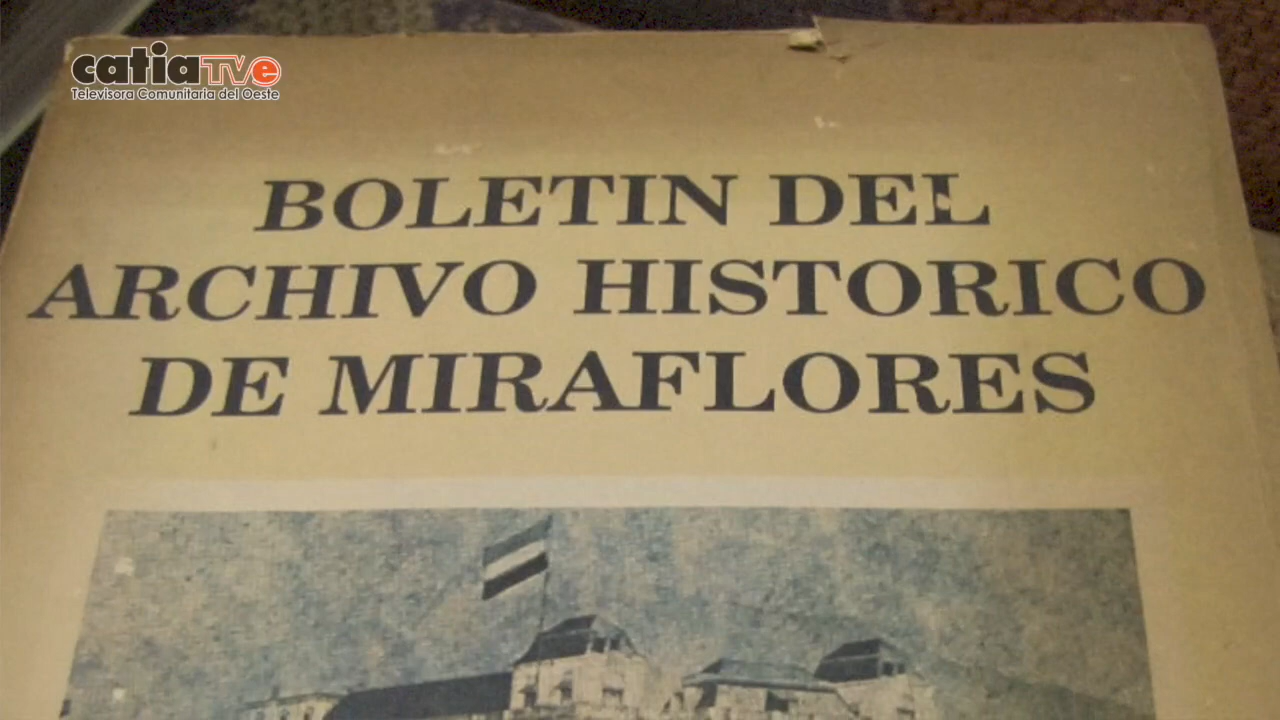 catiaTVe
Televisora Comunitaria del Oeste
BOLETIN DEL
ARCHIVO HISTORICO
DE MIRAFLORES